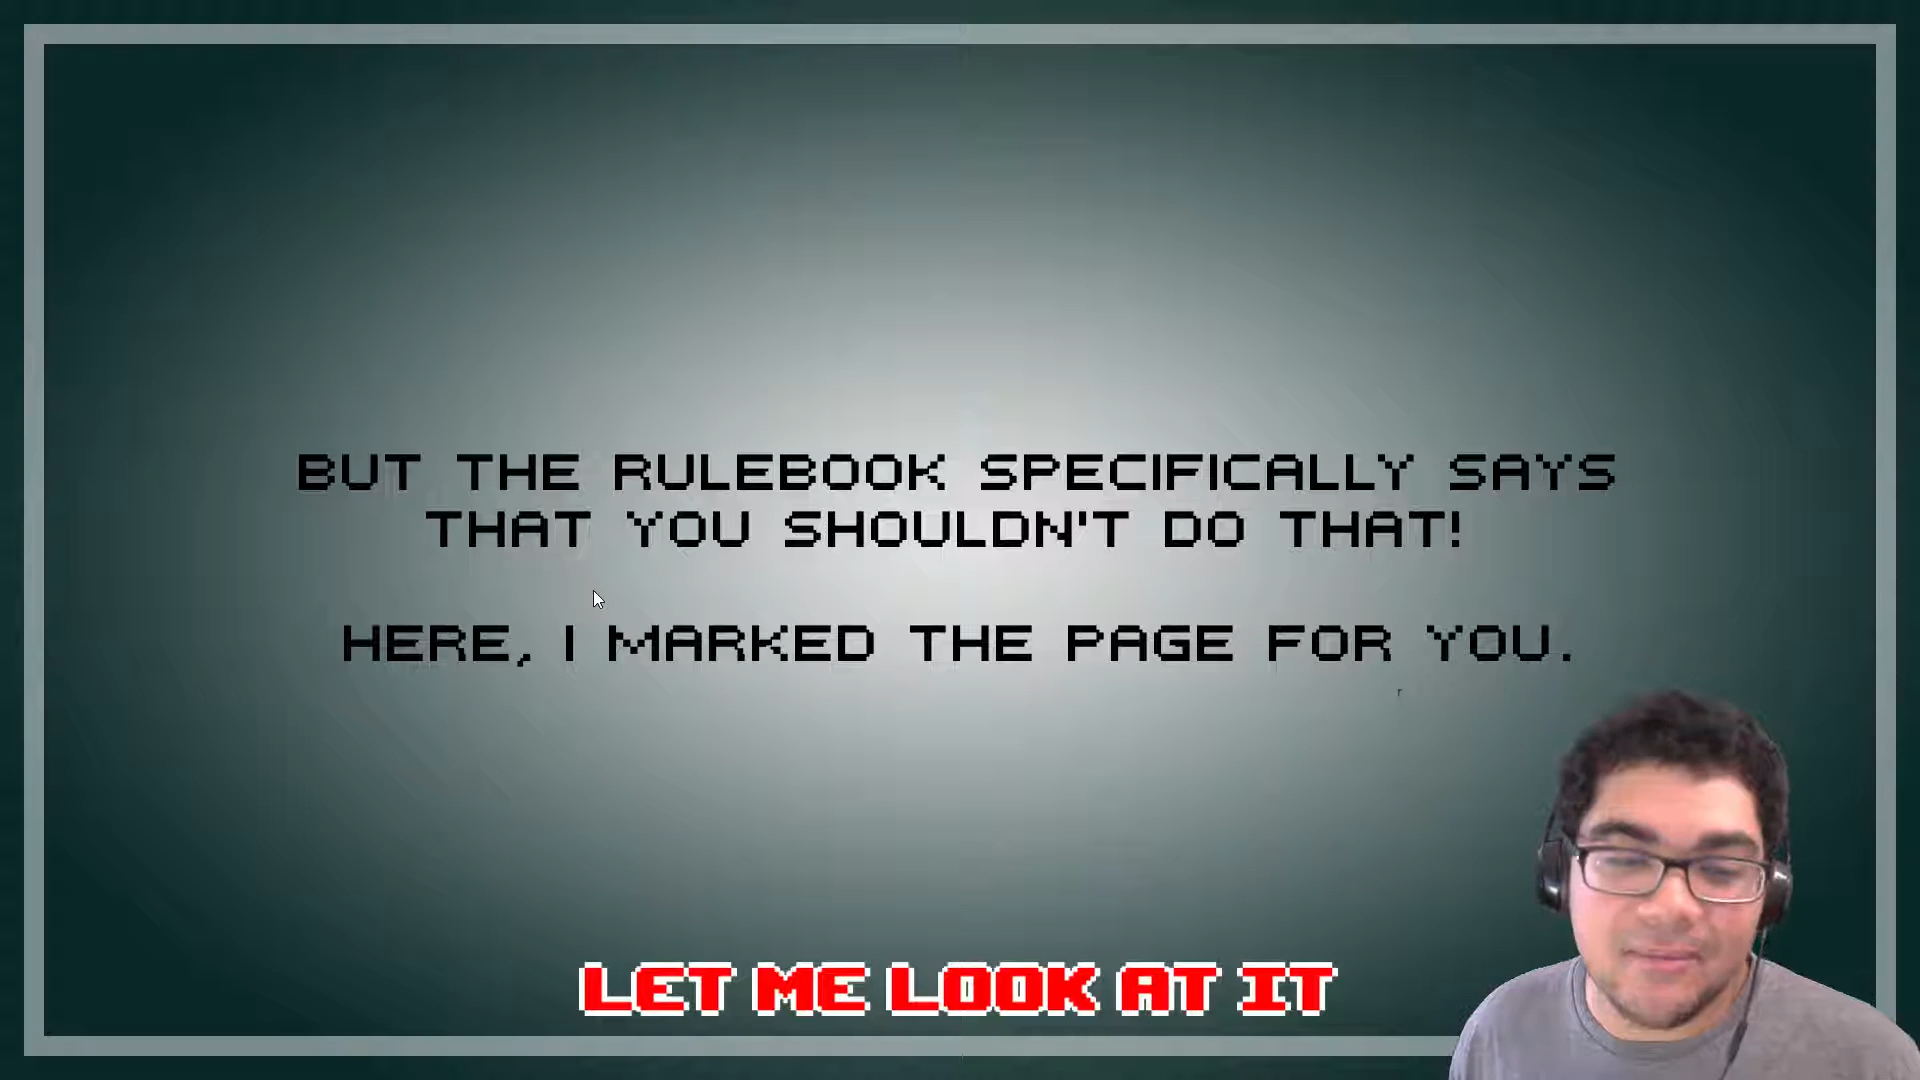 BUT THE RULEBOOK SPECIFICALLY SAYS
THAT YOU SHOULDN'T DO THAT!
HERE, I MARKED THE PAGE FOR YOU.
LET ME LOOK AT IT